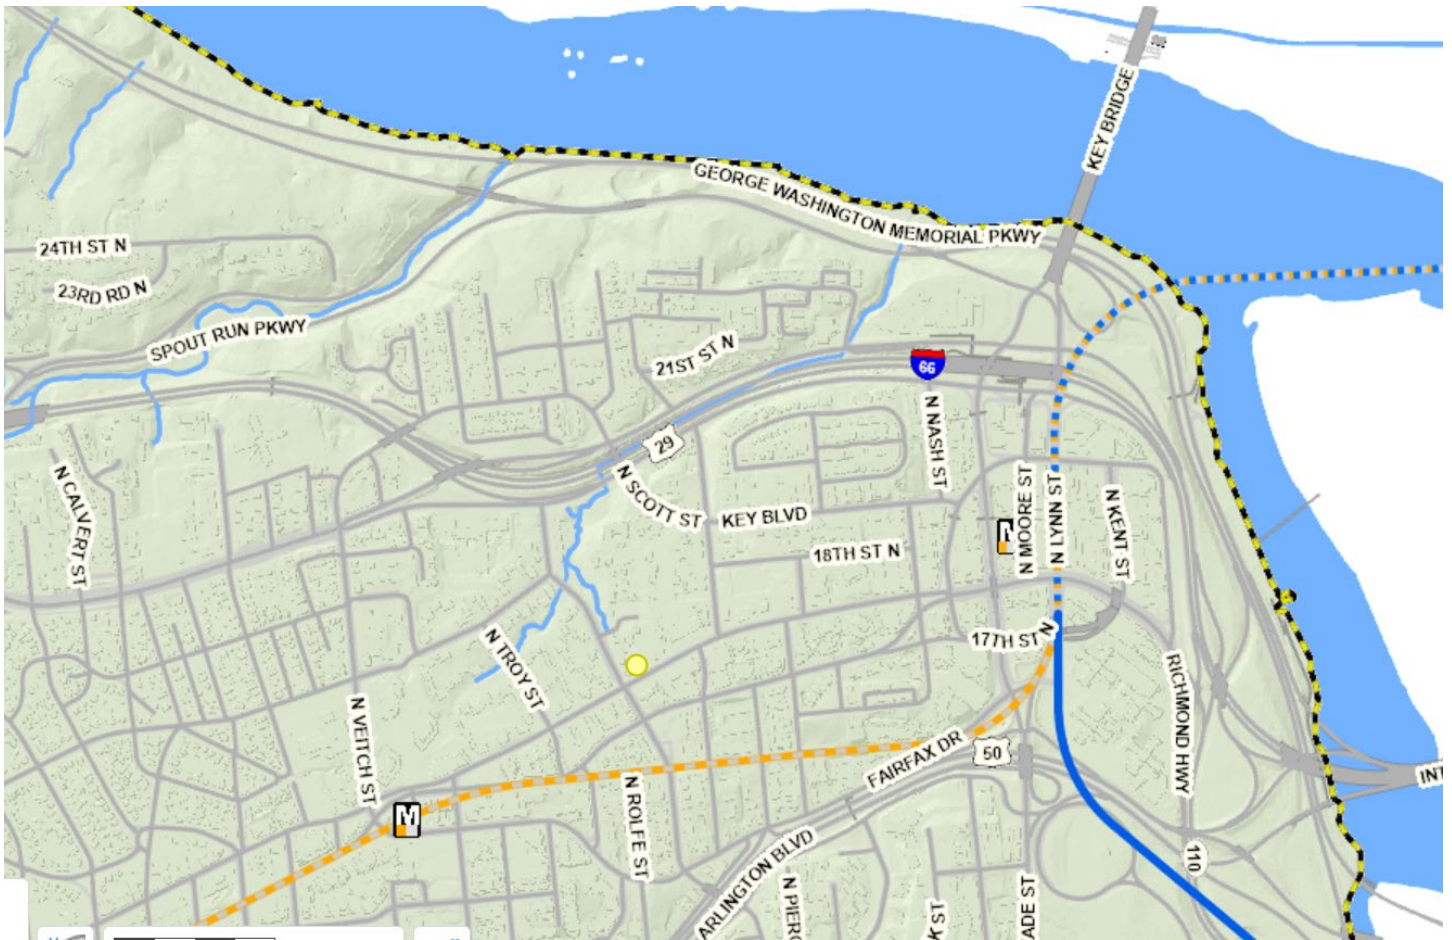 KEY BRIDGE
GEORGE WASHINGTON MEMORIAL PKWY
24TH ST N
23RD RD N
SPOUT RUN PKWY
21ST ST N
66
29
N NASH ST
N CALVERT ST
N SCOTT ST
KEY BLVD
N MOORE ST
N LYNN ST
N KENT ST
18TH ST N
17TH ST N
N TROY ST
RICHMOND HWY
N VEITCH ST
FAIRFAX DR
50
INT
M
N ROLFE ST
ARLINGTON BLVD
110
N PIERC
K ST
ADE ST